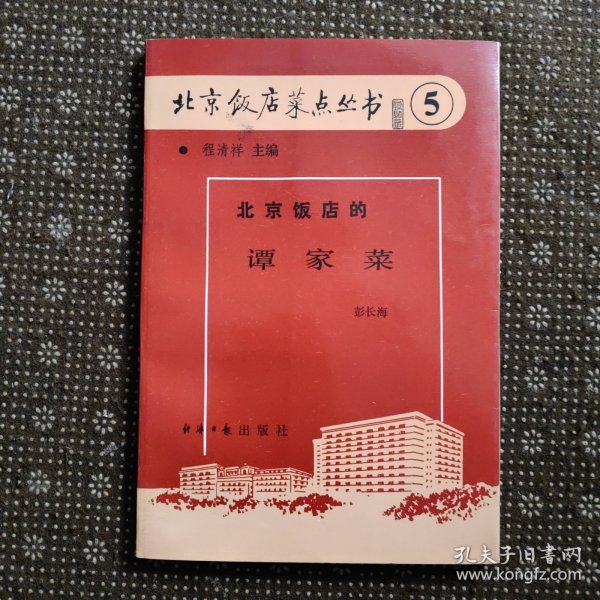 北京饭店菜点丛书 5
● 程清祥 主编
北京饭店的
谭家菜
彭长海
经济日报出版社
孔夫子旧書网
www.kongfz.com